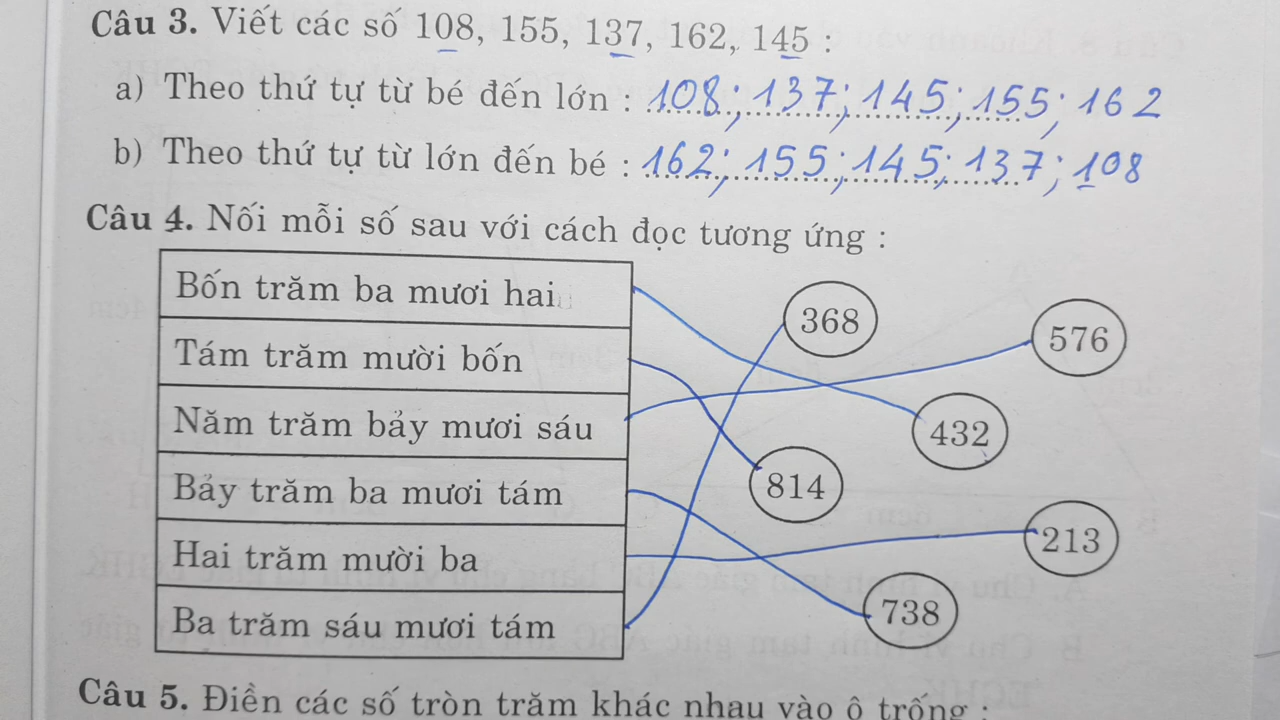 Câu 3. Viết các số 108, 155, 137, 162, 145 :
a) Theo thứ tự từ bé đến lớn : 108; 137; 145; 155; 162
b) Theo thứ tự từ lớn đến bé : 162; 155; 145; 137; 108
Câu 4. Nối mỗi số sau với cách đọc tương ứng :
Bốn trăm ba mươi hai
Tám trăm mười bốn
Năm trăm bảy mươi sáu
Bảy trăm ba mươi tám
Hai trăm mười ba
Ba trăm sáu mươi tám
368
576
432
814
213
738
Câu 5. Điền các số tròn trăm khác nhau vào ô trống :